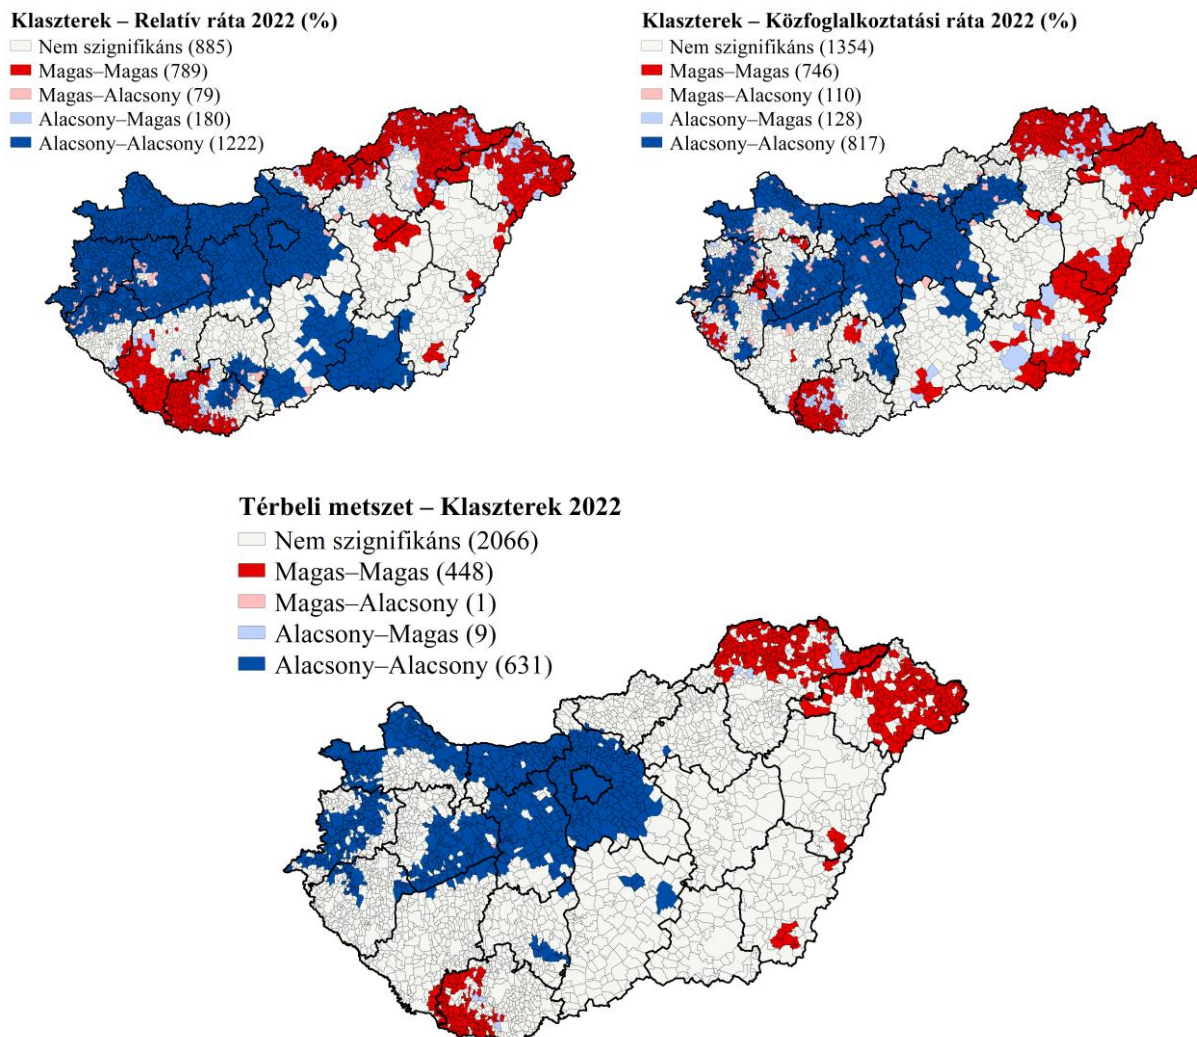 Klaszterek – Relatív ráta 2022 (%)
Nem szignifikáns (885)
Magas–Magas (789)
Magas–Alacsony (79)
Alacsony–Magas (180)
Alacsony–Alacsony (1222)
Klaszterek – Közfoglalkoztatási ráta 2022 (%)
Nem szignifikáns (1354)
Magas–Magas (746)
Magas–Alacsony (110)
Alacsony–Magas (128)
Alacsony–Alacsony (817)
Térbeli metszet – Klaszterek 2022
Nem szignifikáns (2066)
Magas–Magas (448)
Magas–Alacsony (1)
Alacsony–Magas (9)
Alacsony–Alacsony (631)